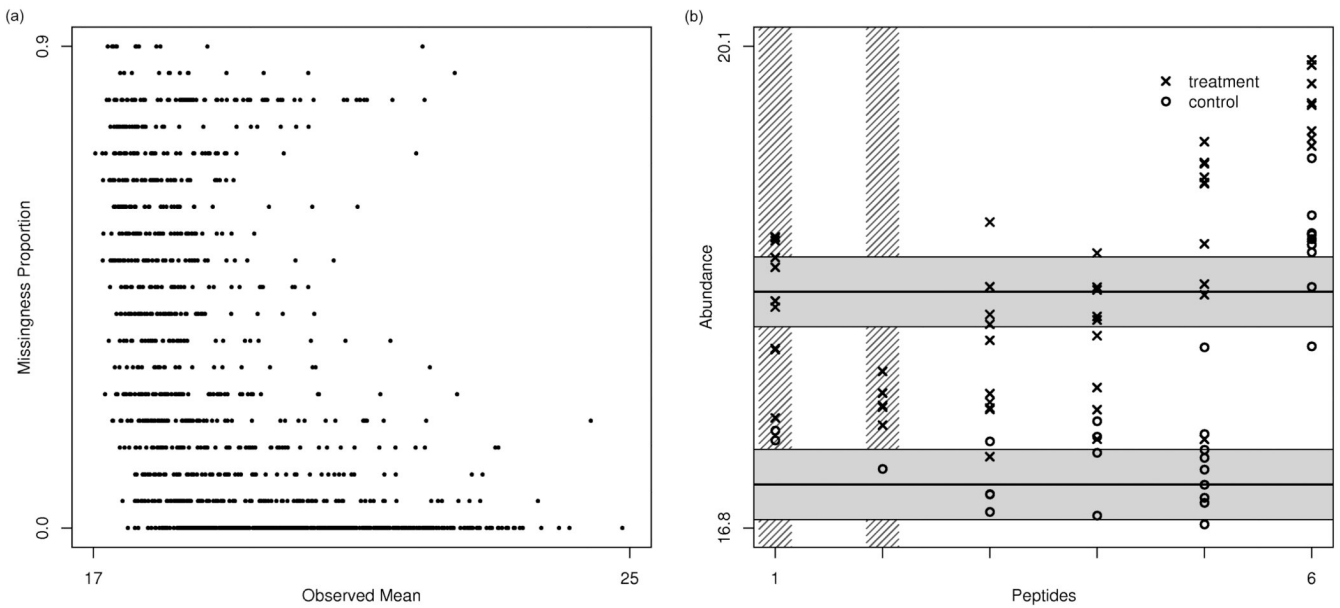 (a)
0.9
Missingness Proportion
0.0
17
25
Observed Mean
(b)
20.1
Abundance
16.8
treatment
control
1
6
Peptides